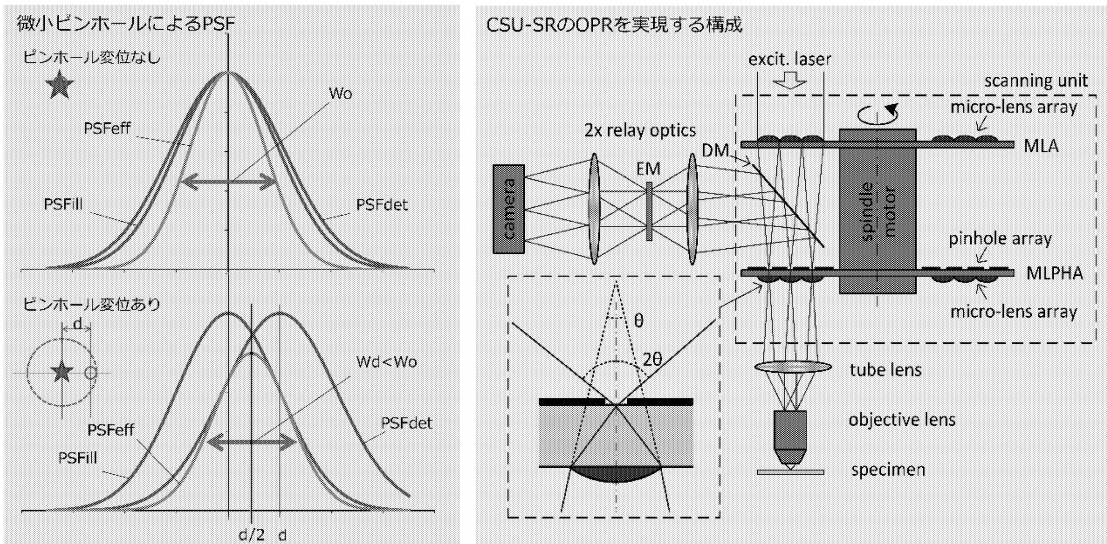 微小ピンホールによるPSF
ピンホール変位なし
Wo
PSFeff
PSFill
PSFdet
ピンホール変位あり
d
Wd<Wo
PSFeff
PSFdet
PSFill
d/2
d
CSU-SRのOPRを実現する構成
excit. laser
scanning unit
micro-lens array
2x relay optics
MLA
DM
EM
camera
spindle
motor
pinhole array
MLPHA
micro-lens array
θ
2θ
tube lens
objective lens
specimen